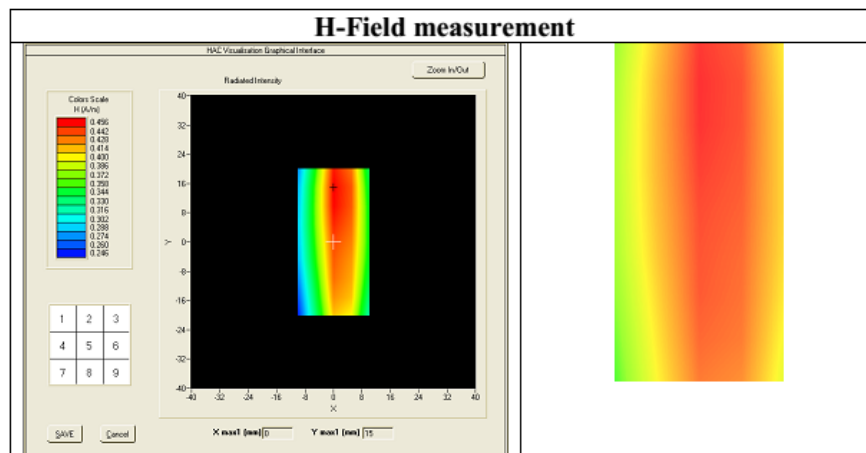 H-Field measurement
HAC Visualisation Graphical Interface
Zoom In/Out
Radiated Intensity
Colors Scale
H (A/m)
0.456
0.442
0.428
0.414
0.400
0.386
0.372
0.358
0.344
0.330
0.316
0.302
0.288
0.274
0.260
0.246
40
32
24
16
8
0
-8
-16
-24
-32
-40
Y
-40 -32 -24 -16 -8 0 8 16 24 32 40
X
1 2 3
4 5 6
7 8 9
SAVE Cancel X max1 (mm) 0 Y max1 (mm) 15